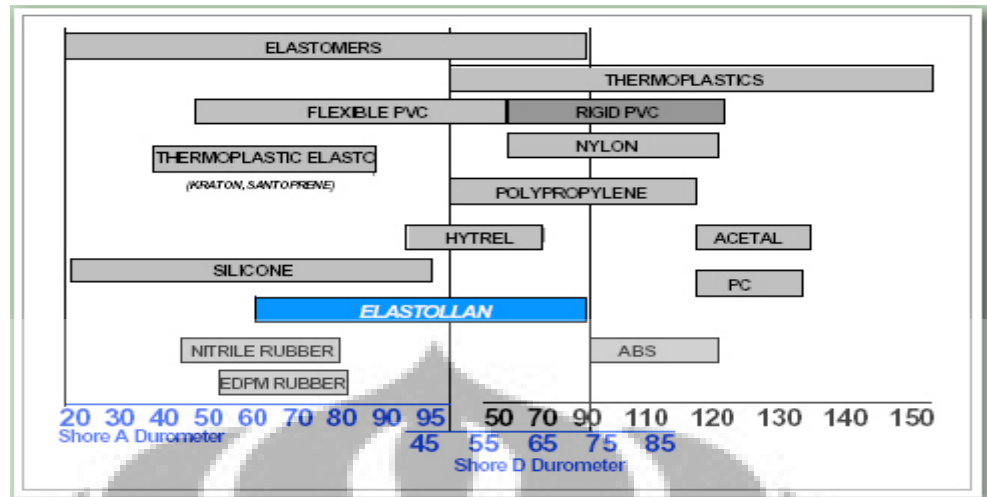 ELASTOMERS
THERMOPLASTICS
FLEXIBLE PVC
RIGID PVC
NYLON
THERMOPLASTIC ELASTO
(KRATON, SANTOPRENE)
POLYPROPYLENE
HYTREL
ACETAL
SILICONE
PC
ELASTOLLAN
NITRILE RUBBER
ABS
EDPM RUBBER
20 30 40 50 60 70 80 90 95 50 70 90 110 120 130 140 150
Shore A Durometer
45 55 65 75 85
Shore D Durometer